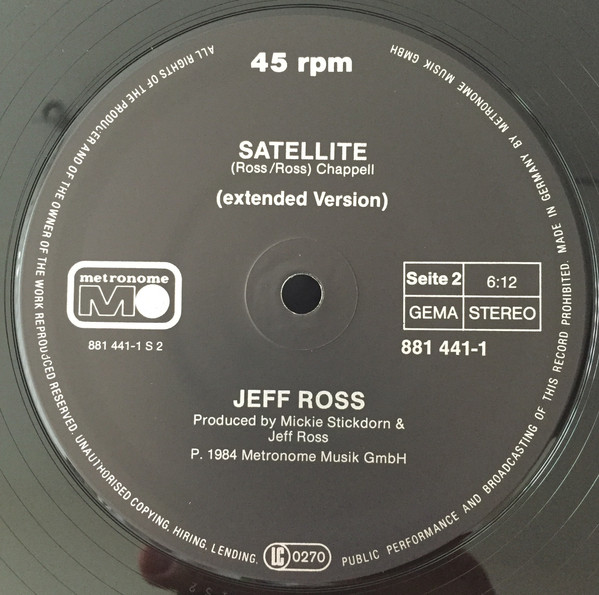 45 rpm
SATELLITE
(Ross/Ross) Chappell
(extended Version)
metronome
MO
881 441-1 S 2
Seite 2
6:12
GEMA
STEREO
881 441-1
JEFF ROSS
Produced by Mickie Stickdorn &
Jeff Ross
P. 1984 Metronome Musik GmbH
LC 0270
ALL RIGHTS OF THE PRODUCER AND OF THE OWNER OF THE WORK REPRODUCED RESERVED. UNAUTHORISED COPYING, HIRING, LENDING, PUBLIC PERFORMANCE AND BROADCASTING OF THIS RECORD PROHIBITED. MADE IN GERMANY BY METRONOME MUSIK GMBH